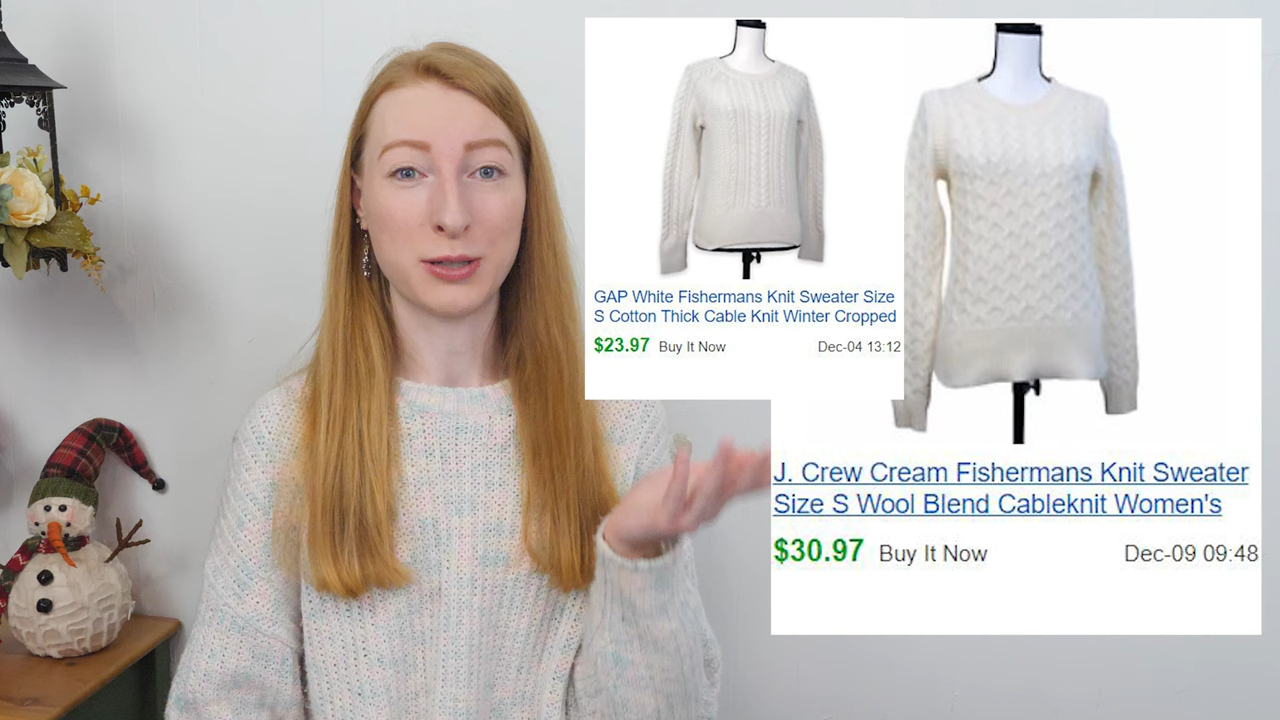 GAP White Fishermans Knit Sweater Size
S Cotton Thick Cable Knit Winter Cropped
$23.97 Buy It Now Dec-04 13:12
J. Crew Cream Fishermans Knit Sweater
Size S Wool Blend Cableknit Women's
$30.97 Buy It Now Dec-09 09:48